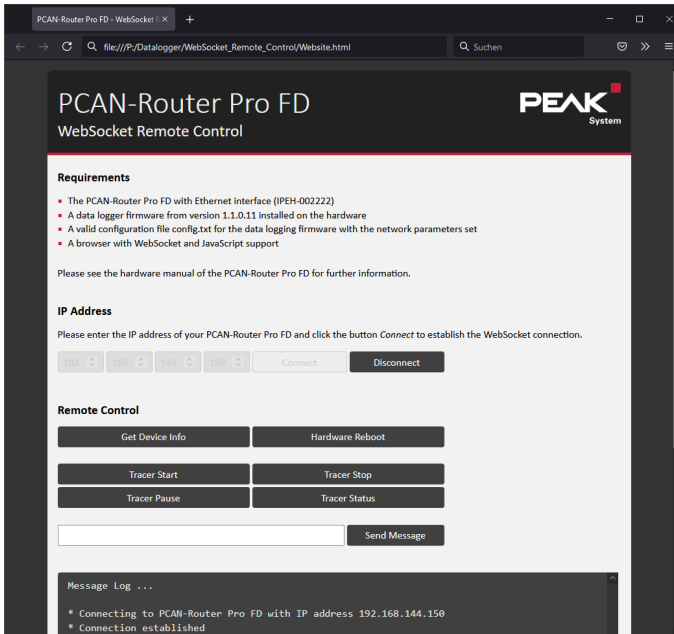 PCAN-Router Pro FD - WebSocket R
file:///P:/Datalogger/WebSocket_Remote_Control/Website.html
Suchen
PCAN-Router Pro FD
WebSocket Remote Control
PEAK
System
Requirements
The PCAN-Router Pro FD with Ethernet interface (IPEH-002222)
A data logger firmware from version 1.1.0.11 installed on the hardware
A valid configuration file config.txt for the data logging firmware with the network parameters set
A browser with WebSocket and JavaScript support
Please see the hardware manual of the PCAN-Router Pro FD for further information.
IP Address
Please enter the IP address of your PCAN-Router Pro FD and click the button Connect to establish the WebSocket connection.
192 168 144 150 Connect Disconnect
Remote Control
Get Device Info Hardware Reboot
Tracer Start Tracer Stop
Tracer Pause Tracer Status
Send Message
Message Log ...
* Connecting to PCAN-Router Pro FD with IP address 192.168.144.150
* Connection established